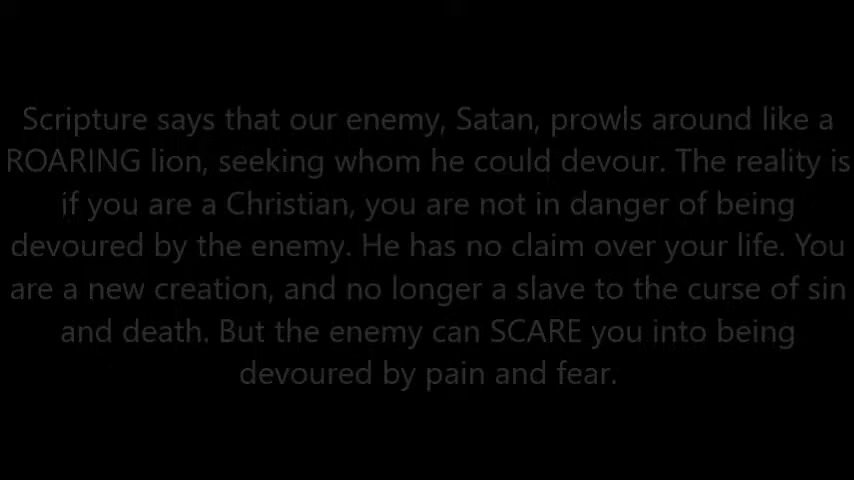 Scripture says that our enemy, Satan, prowls around like a
ROARING lion, seeking whom he could devour. The reality is
if you are a Christian, you are not in danger of being
devoured by the enemy. He has no claim over your life. You
are a new creation, and no longer a slave to the curse of sin
and death. But the enemy can SCARE you into being
devoured by pain and fear.